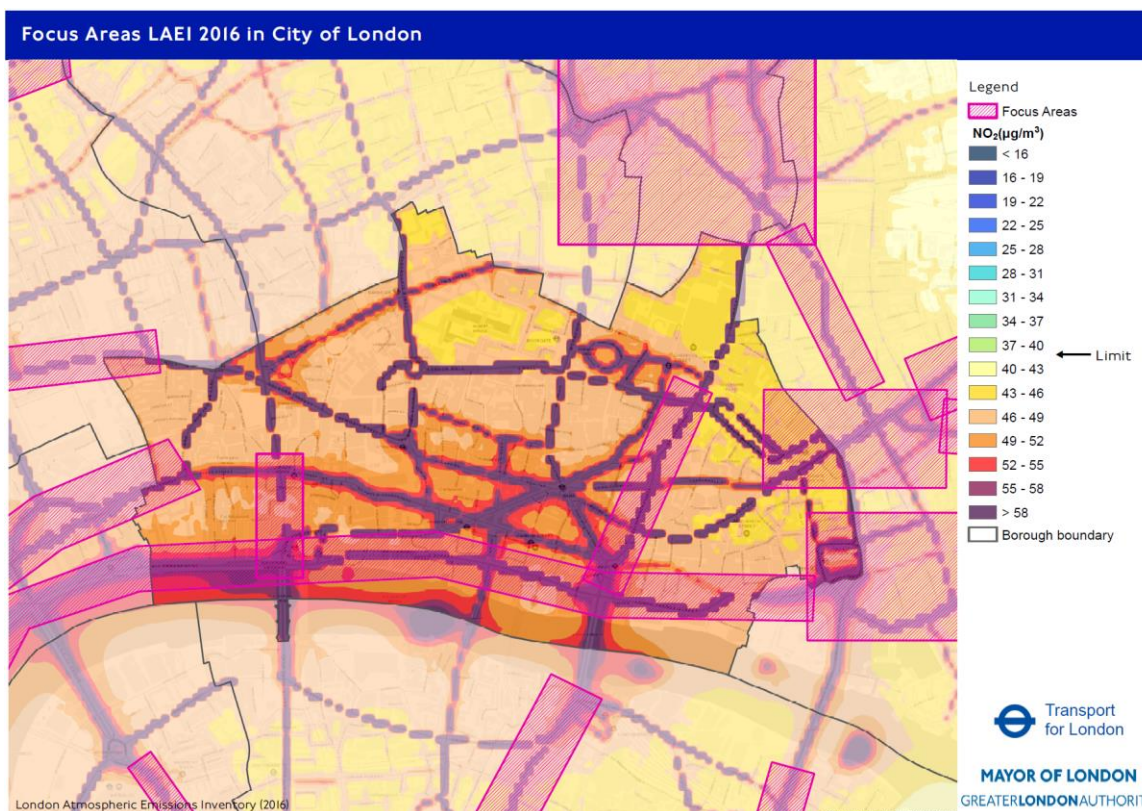 Focus Areas LAEI 2016 in City of London
Legend
Focus Areas
NO₂(µg/m³)
< 16
16 - 19
19 - 22
22 - 25
25 - 28
28 - 31
31 - 34
34 - 37
37 - 40
40 - 43
Limit
43 - 46
46 - 49
49 - 52
52 - 55
55 - 58
> 58
Borough boundary
Transport
for London
MAYOR OF LONDON
GREATERLONDONAUTHORI
London Atmospheric Emissions Inventory (2016)